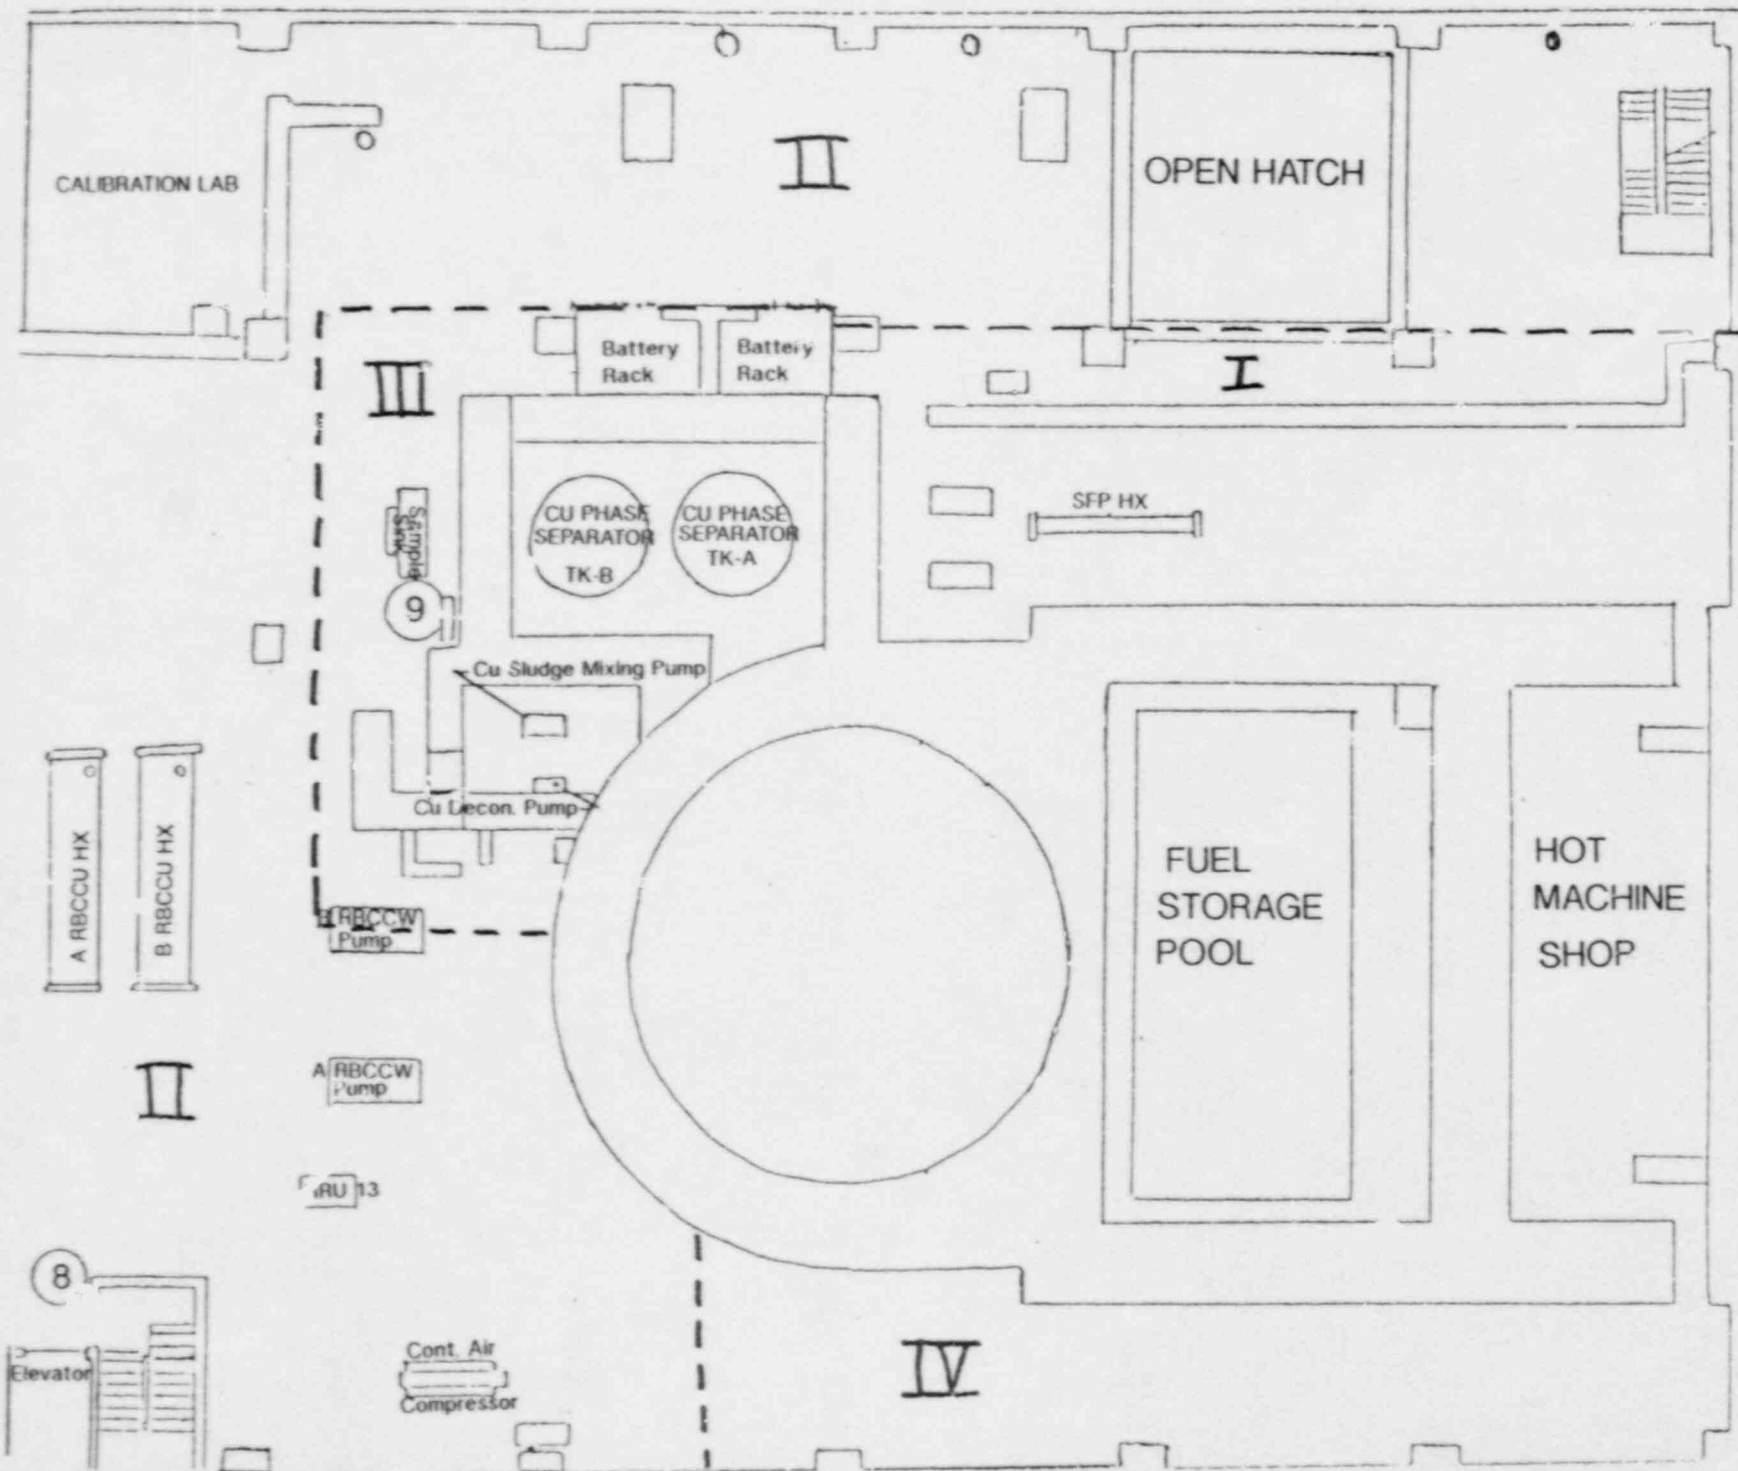 II
OPEN HATCH
CALIBRATION LAB
Battery
Rack
Battery
Rack
I
III
SFP HX
CU PHASE
SEPARATOR
TK-B
CU PHASE
SEPARATOR
TK-A
Sample
Sink
9
Cu Sludge Mixing Pump
Cu Decon. Pump
A RBCCU HX
B RBCCU HX
FUEL
STORAGE
POOL
HOT
MACHINE
SHOP
B RBCCW
Pump
A RBCCW
Pump
II
13
8
Cont. Air
Compressor
Elevator
IV